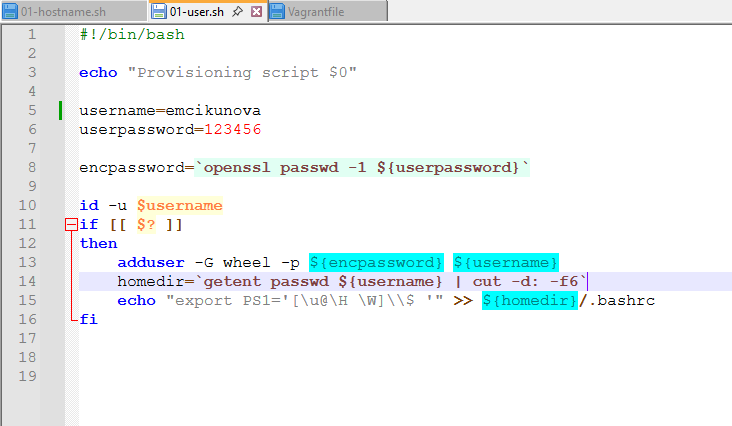 01-hostname.sh 01-user.sh Vagrantfile
1 #!/bin/bash
2
3 echo "Provisioning script $0"
4
5 username=emcikunova
6 userpassword=123456
7
8 encpassword=`openssl passwd -1 ${userpassword}`
9
10 id -u $username
11 if [[ $? ]]
12 then
13 adduser -G wheel -p ${encpassword} ${username}
14 homedir=`getent passwd ${username} | cut -d: -f6`
15 echo "export PS1='[\u@\H \W]\\$ '" >> ${homedir}/.bashrc
16 fi
17
18
19